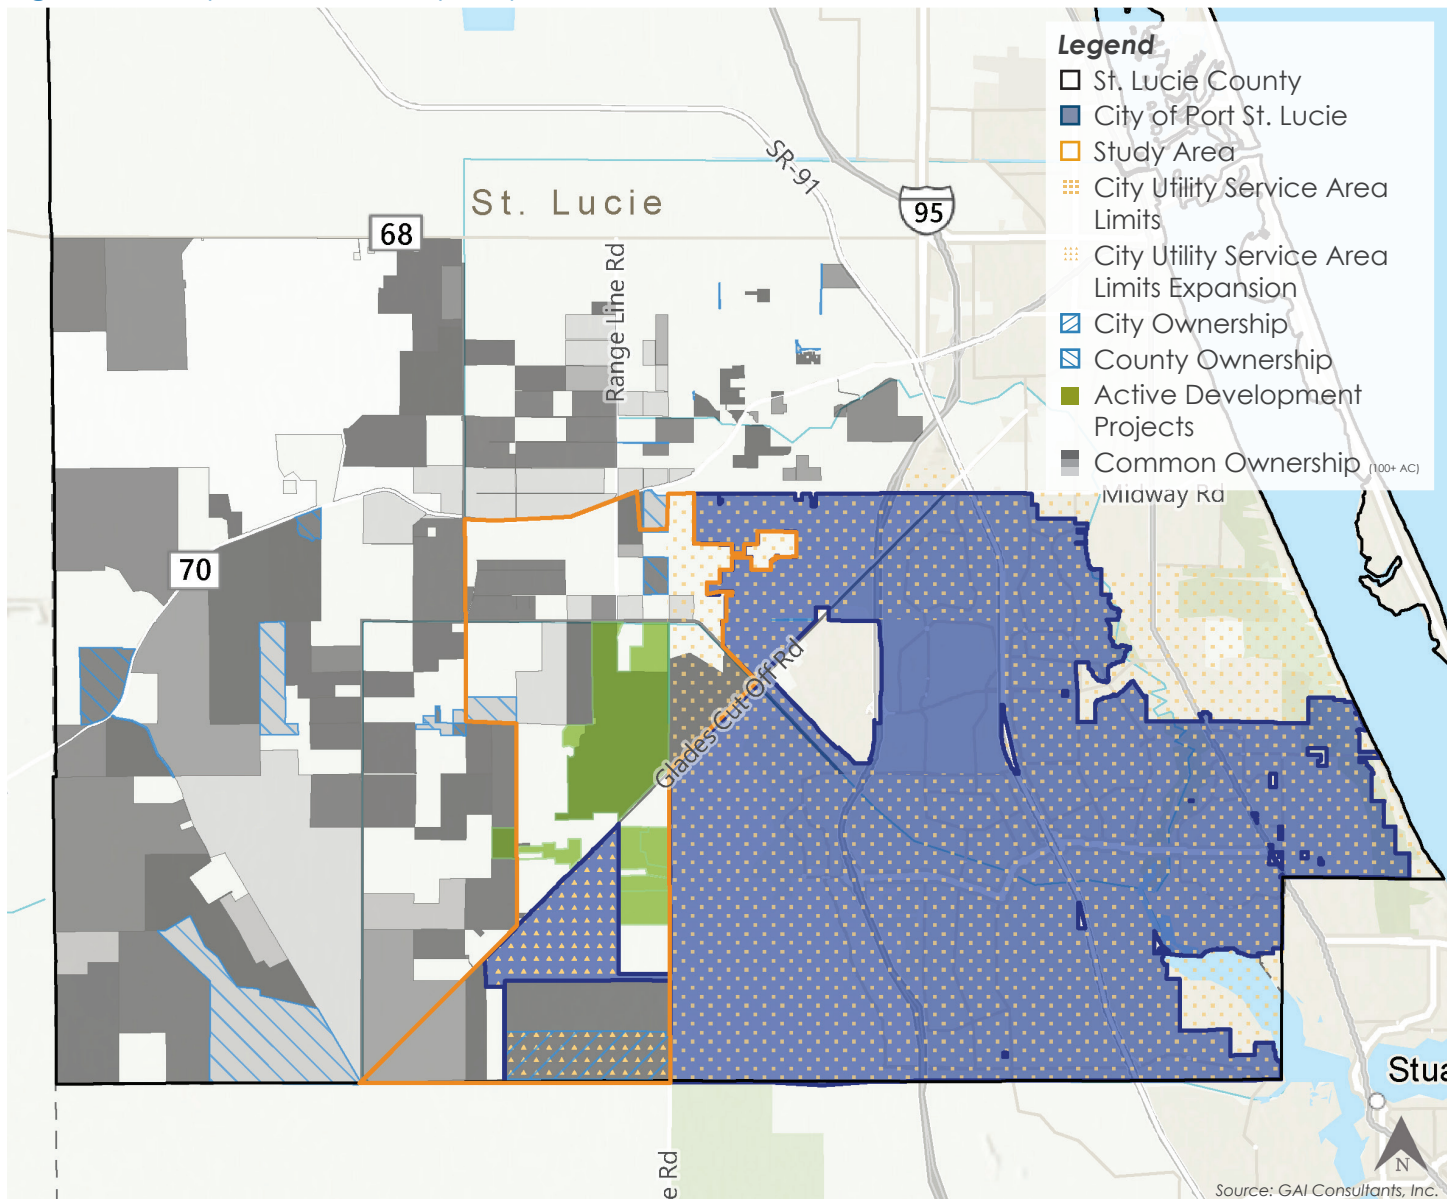 Legend
St. Lucie County
City of Port St. Lucie
Study Area
City Utility Service Area
Limits
City Utility Service Area
Limits Expansion
City Ownership
County Ownership
Active Development
Projects
Common Ownership (100+ AC)
Midway Rd
SR-91
95
St. Lucie
68
Range Line Rd
70
Glades Cut Off Rd
Stua
e Rd
N
Source: GAI Consultants, Inc.